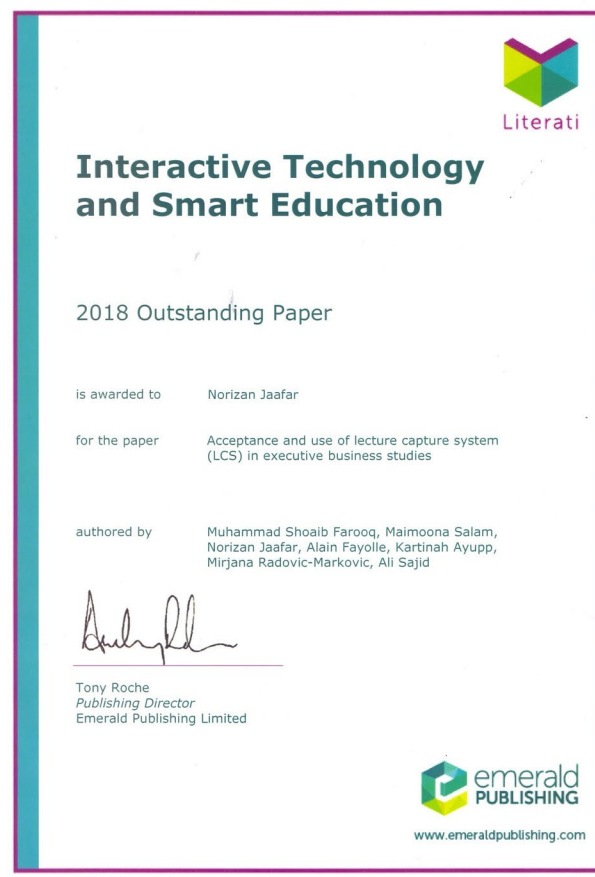 Literati
Interactive Technology
and Smart Education
2018 Outstanding Paper
is awarded to Norizan Jaafar
for the paper Acceptance and use of lecture capture system
(LCS) in executive business studies
authored by Muhammad Shoaib Farooq, Maimoona Salam,
Norizan Jaafar, Alain Fayolle, Kartinah Ayupp,
Mirjana Radovic-Markovic, Ali Sajid
Tony Roche
Publishing Director
Emerald Publishing Limited
emerald
PUBLISHING
www.emeraldpublishing.com